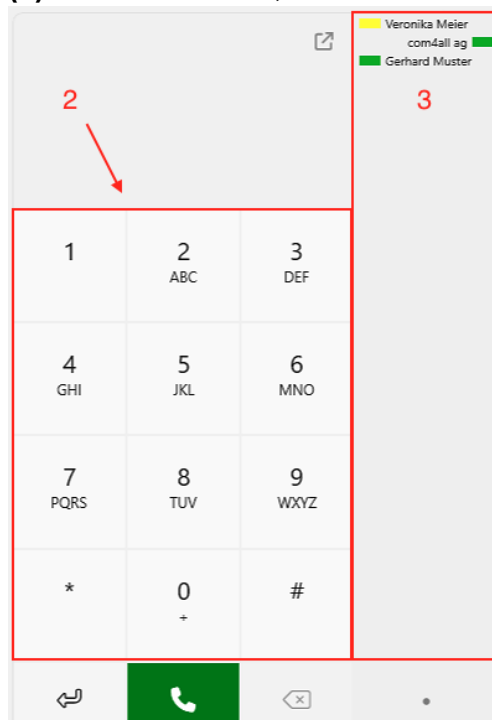 Veronika Meier
com4all ag
Gerhard Muster
2
3
1
2
ABC
3
DEF
4
GHI
5
JKL
6
MNO
7
PQRS
8
TUV
9
WXYZ
*
0
+
#